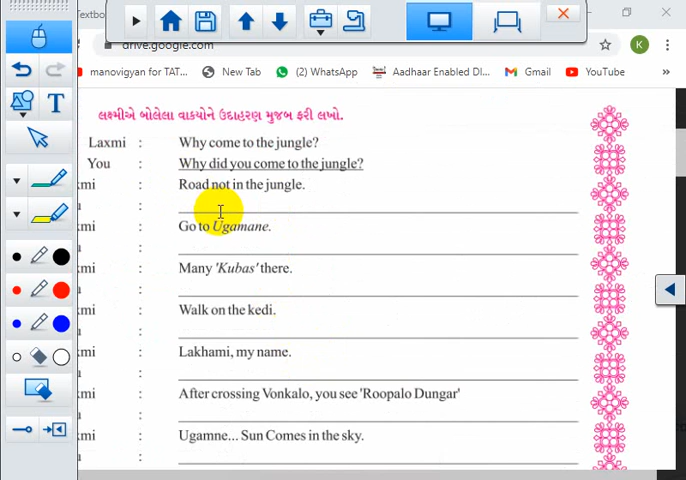 Textbo
drive.google.com
K
manovigyan for TAT...
New Tab
(2) WhatsApp
Aadhaar Enabled DI...
Gmail
YouTube
»
T
લક્ષ્મીએ બોલેલા વાકયોને ઉદાહરણ મુજબ ફરી લખો.
Laxmi : Why come to the jungle?
You : Why did you come to the jungle?
xmi : Road not in the jungle.
u :
xmi : Go to Ugamane.
u :
xmi : Many 'Kubas' there.
u :
xmi : Walk on the kedi.
u :
xmi : Lakhami, my name.
u :
xmi : After crossing Vonkalo, you see 'Roopalo Dungar'
u :
xmi : Ugamne... Sun Comes in the sky.
u :